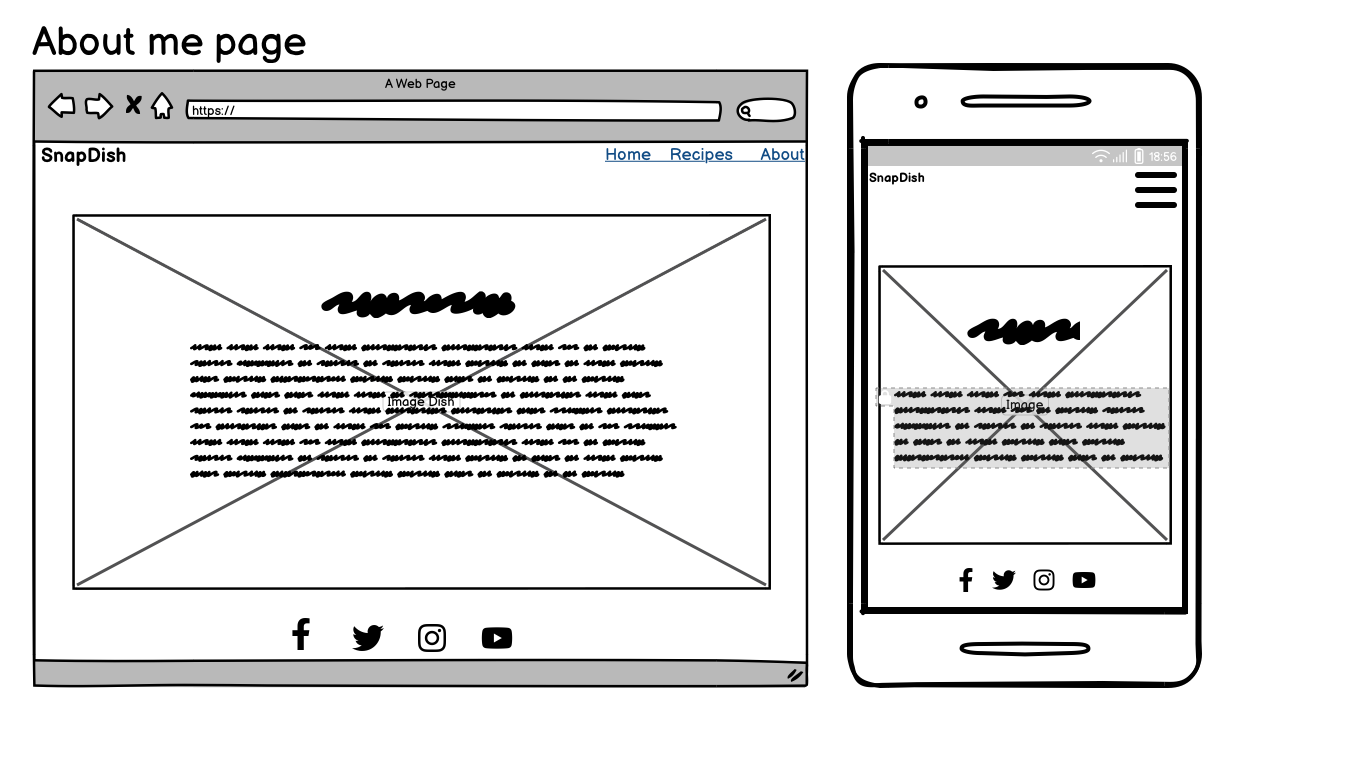 About me page
A Web Page
https://
SnapDish
Home Recipes About
Image Dish
18:56
SnapDish
Image